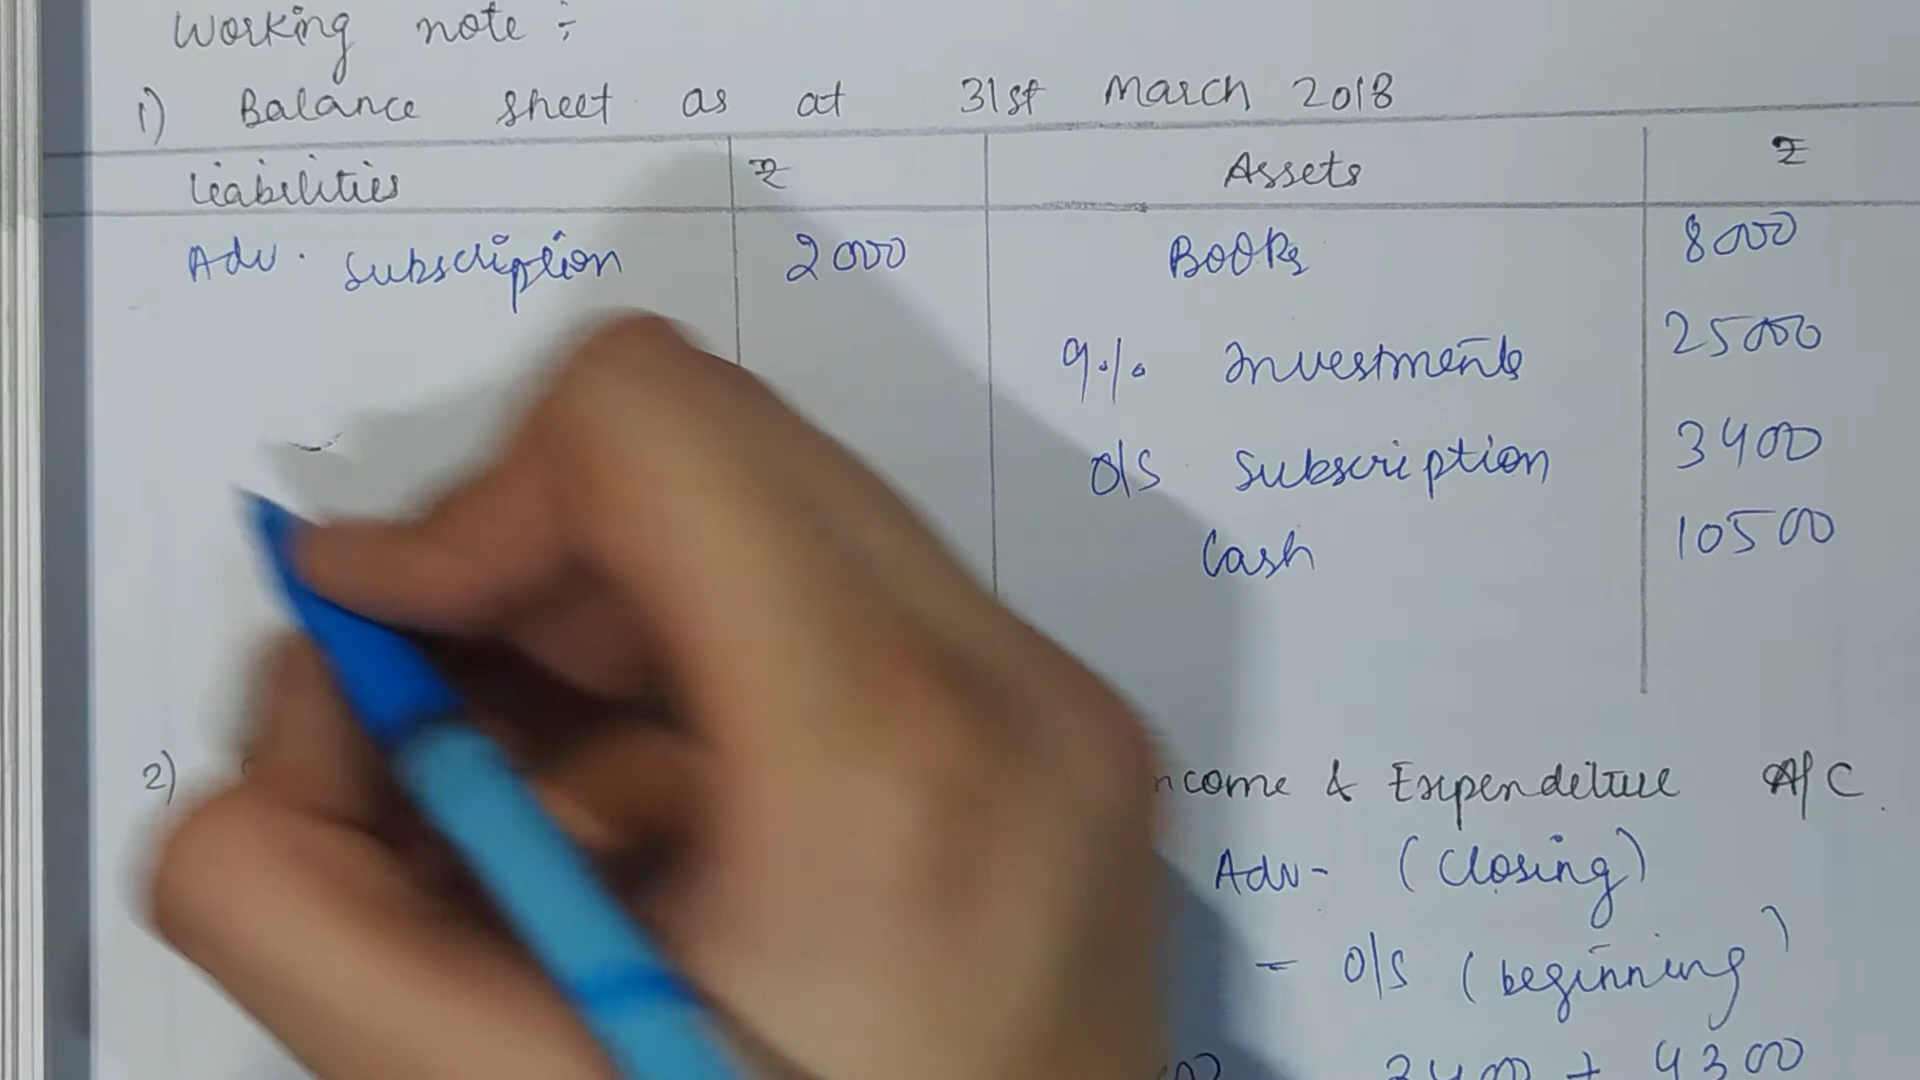 Working note :
1) Balance sheet as at 31st March 2018
Liabilities ₹ Assets ₹
Adv. Subscription 2000 Books 8000
9% Investments 25000
O/S Subscription 3400
Cash 10500
2) ncome & Expenditure A/C.
Adv- (Closing)
- O/S (beginning)
3400 + 4300